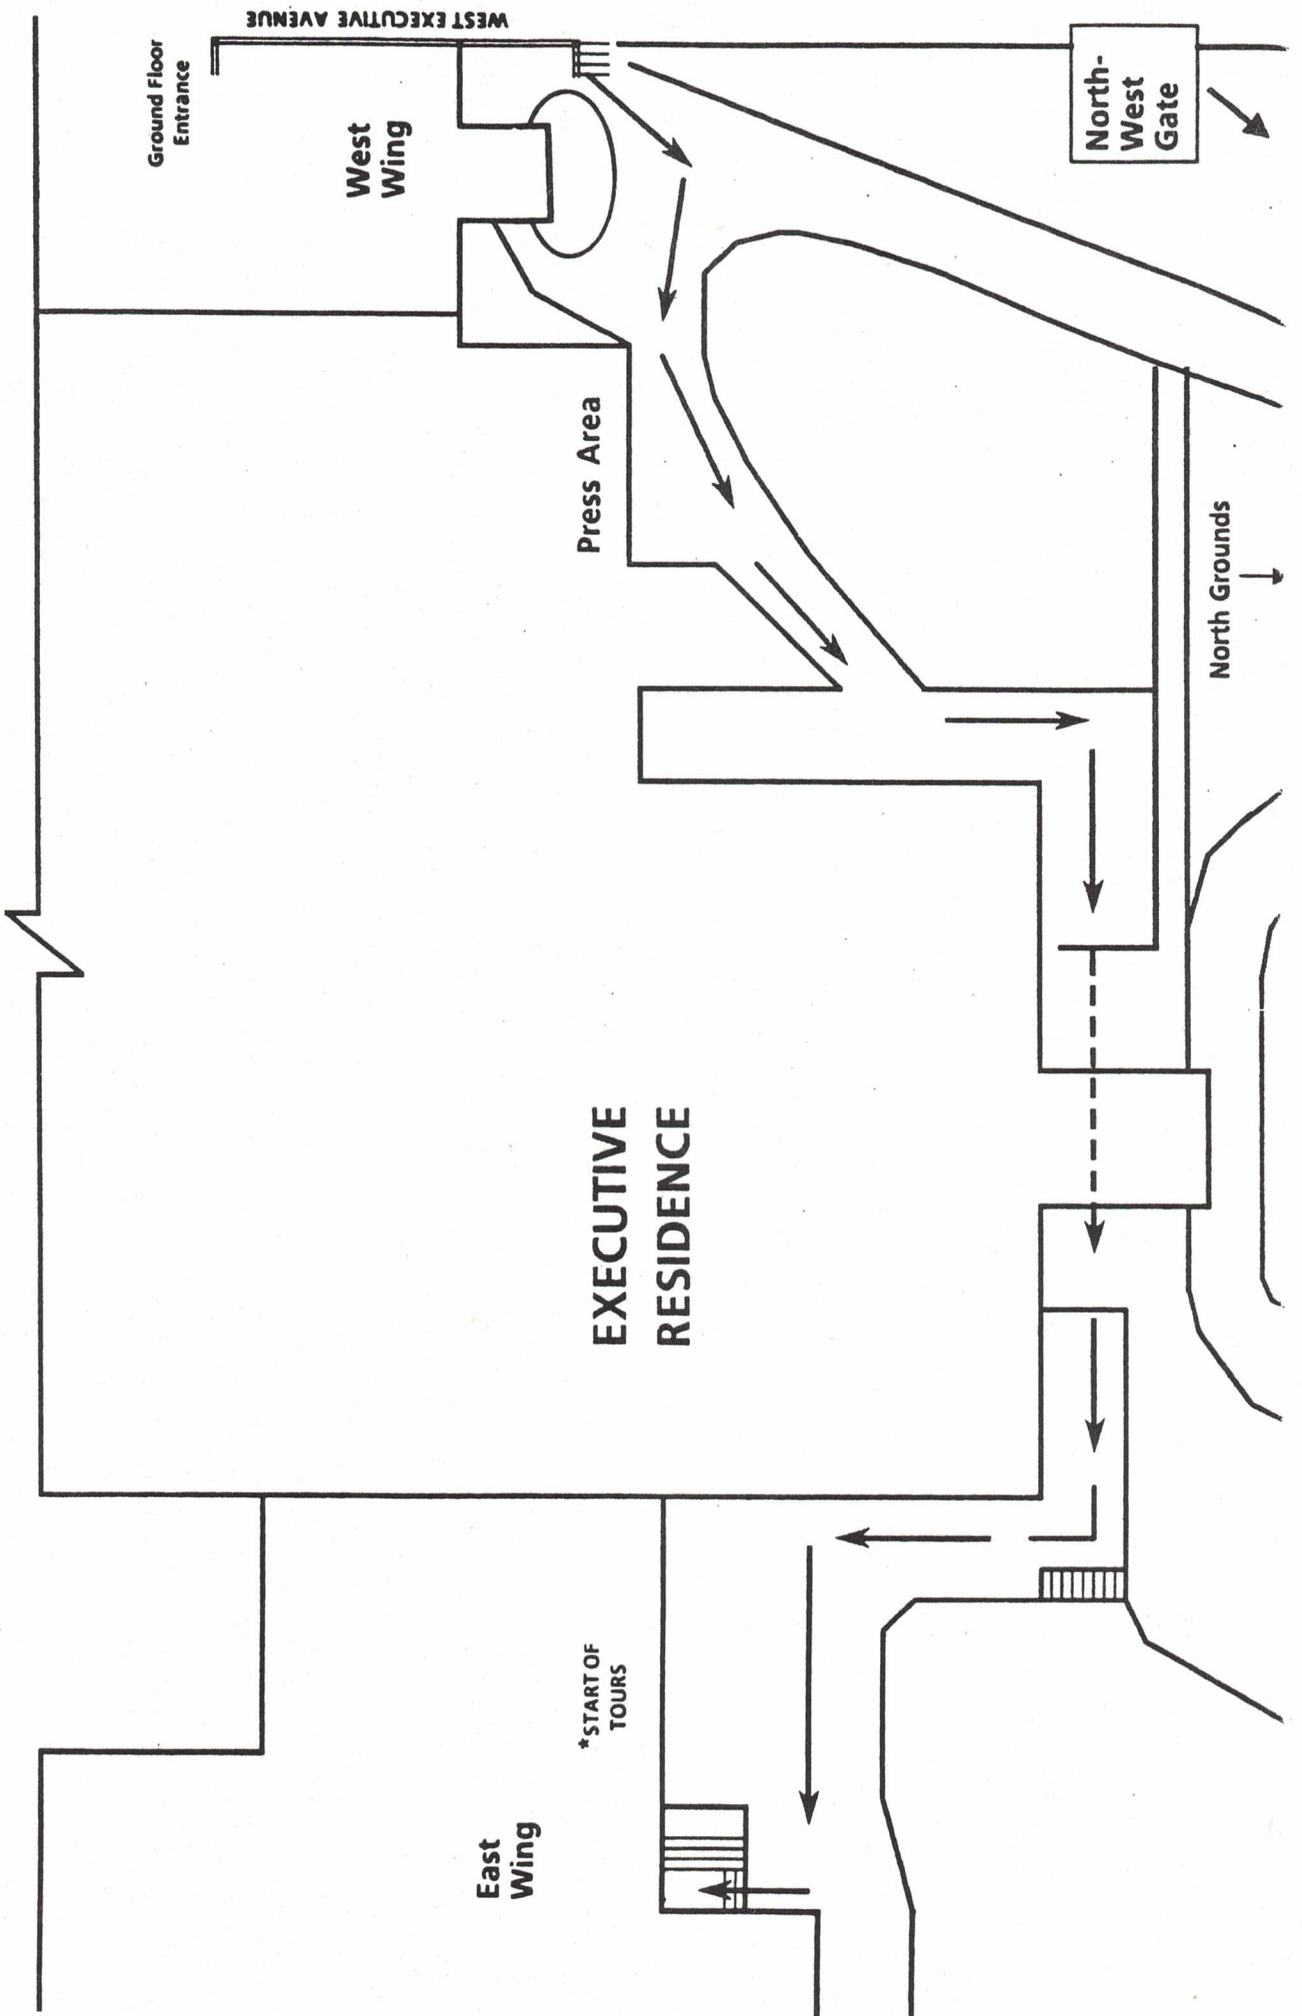 WEST EXECUTIVE AVENUE
Ground Floor
Entrance
West
Wing
North-
West
Gate
Press Area
North Grounds
EXECUTIVE
RESIDENCE
*START OF
TOURS
East
Wing